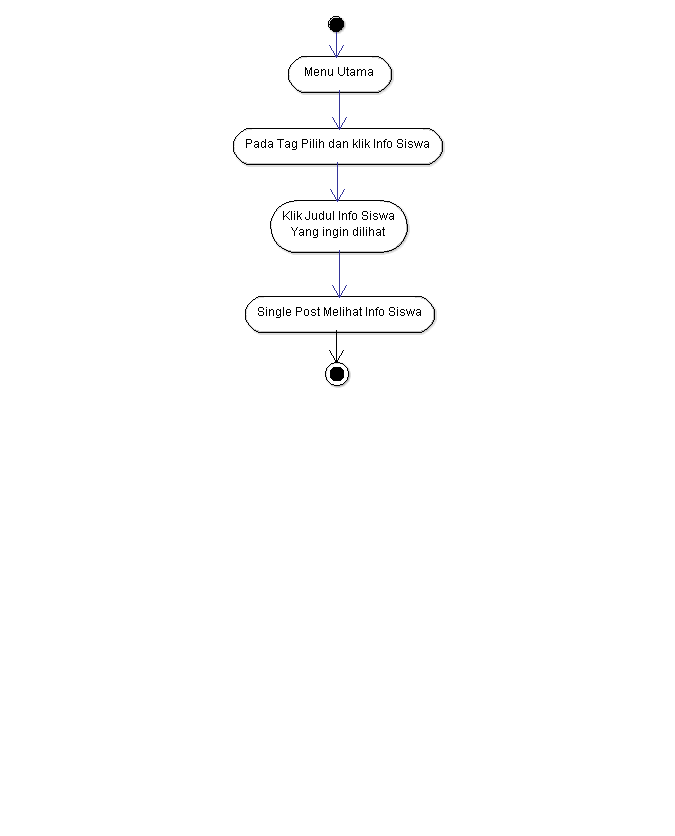 Menu Utama
Pada Tag Pilih dan klik Info Siswa
Klik Judul Info Siswa
Yang ingin dilihat
Single Post Melihat Info Siswa